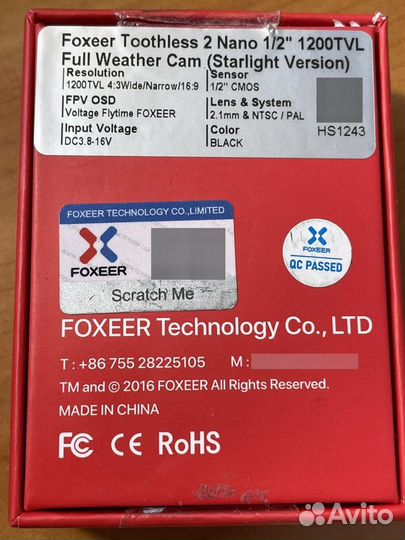 Foxeer Toothless 2 Nano 1/2" 1200TVL
Full Weather Cam (Starlight Version)
Resolution
1200TVL 4:3Wide/Narrow/16:9
Sensor
1/2" CMOS
FPV OSD
Voltage Flytime FOXEER
Lens & System
2.1mm & NTSC / PAL
Input Voltage
DC3.8-16V
Color
BLACK
HS1243
FOXEER TECHNOLOGY CO.,LIMITED
FOXEER
Scratch Me
FOXEER
QC PASSED
FOXEER Technology Co., LTD
T : +86 755 28225105 M :
TM and © 2016 FOXEER All Rights Reserved.
MADE IN CHINA
FC CE RoHS
Avito